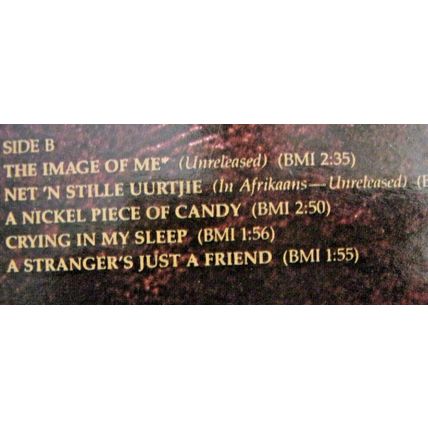 SIDE B
THE IMAGE OF ME* (Unreleased) (BMI 2:35)
NET 'N STILLE UURTJIE (In Afrikaans—Unreleased) (
A NICKEL PIECE OF CANDY (BMI 2:50)
CRYING IN MY SLEEP (BMI 1:56)
A STRANGER'S JUST A FRIEND (BMI 1:55)